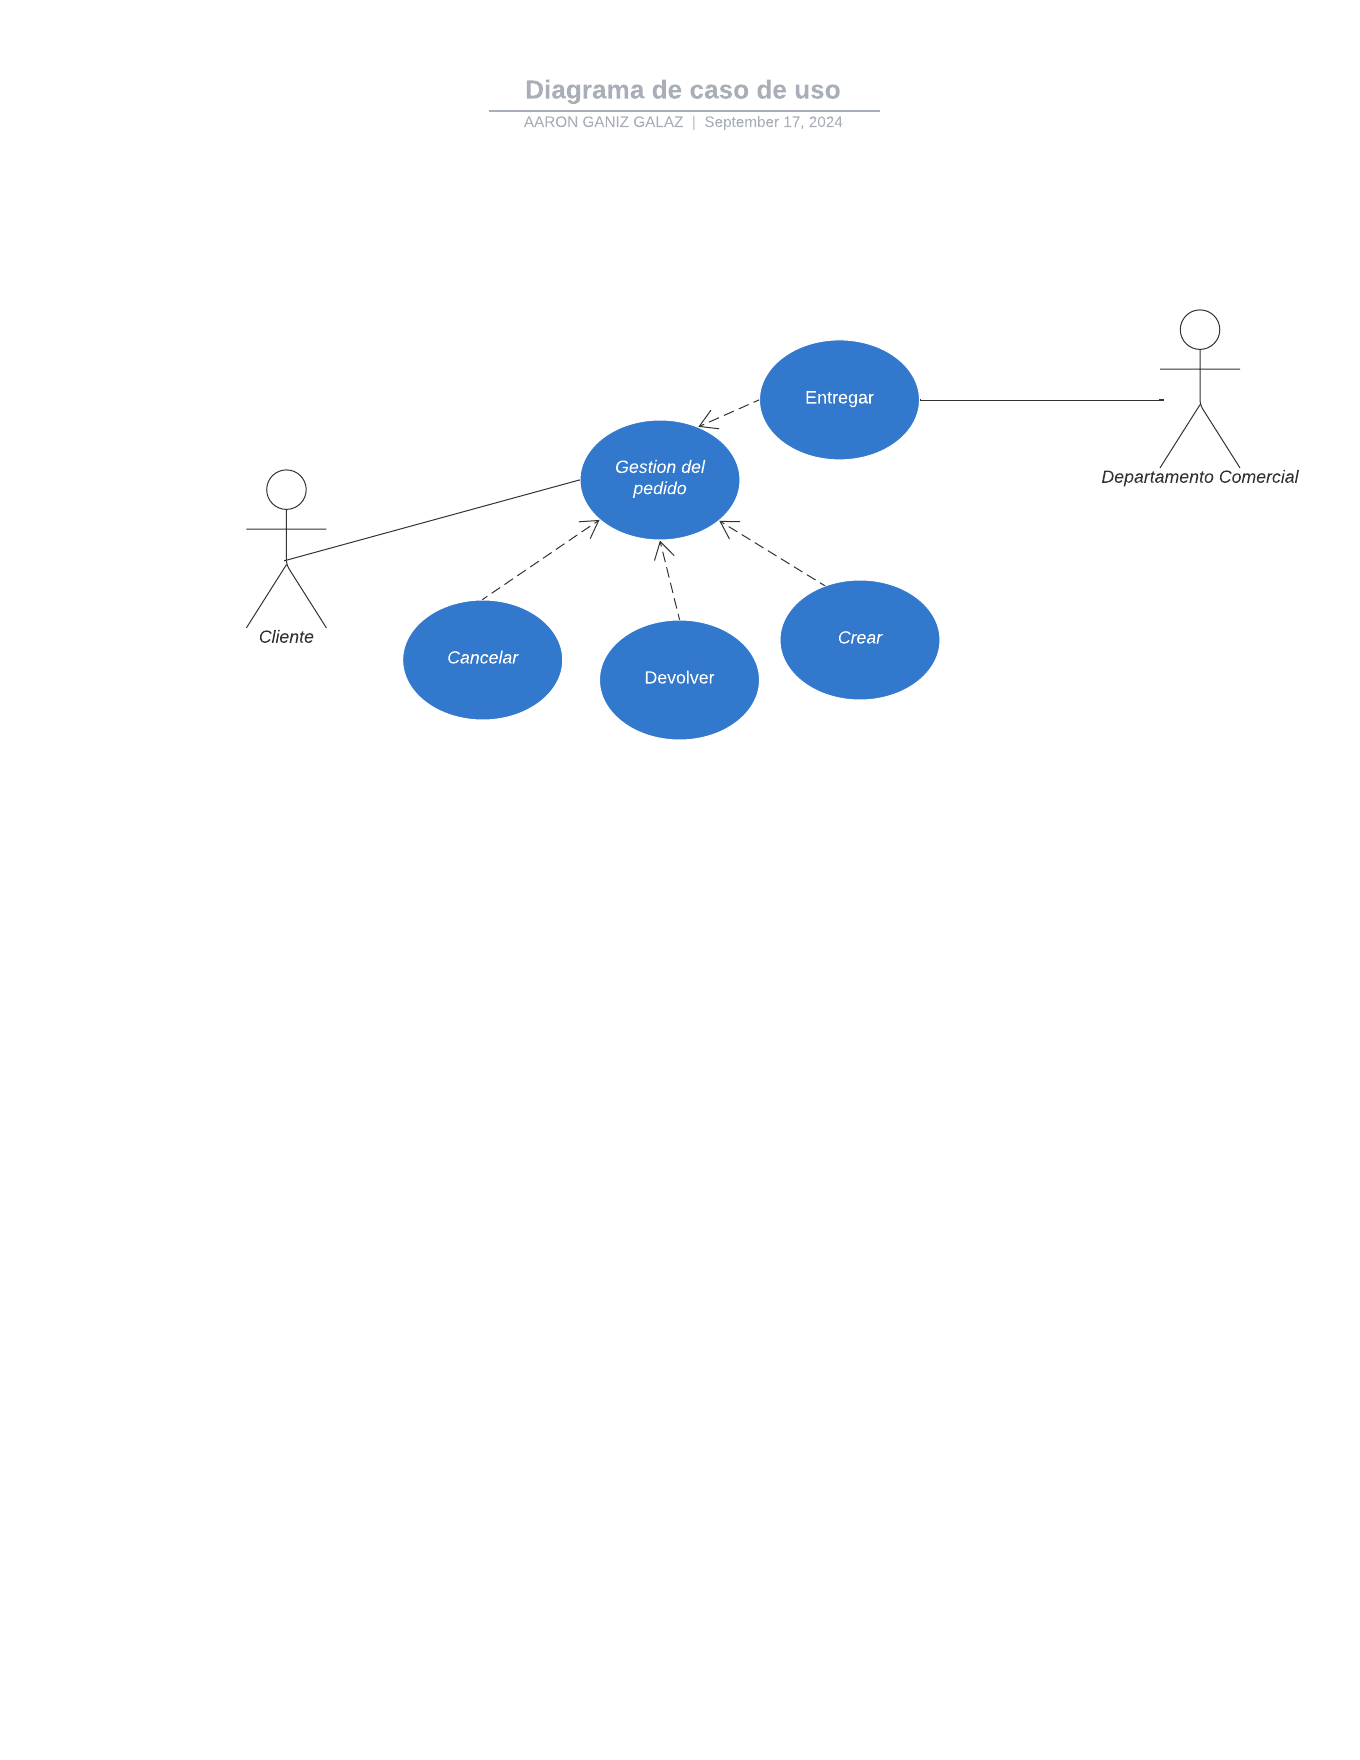 Diagrama de caso de uso
AARON GANIZ GALAZ | September 17, 2024
Entregar
Gestion del
pedido
Departamento Comercial
Cliente
Cancelar
Devolver
Crear